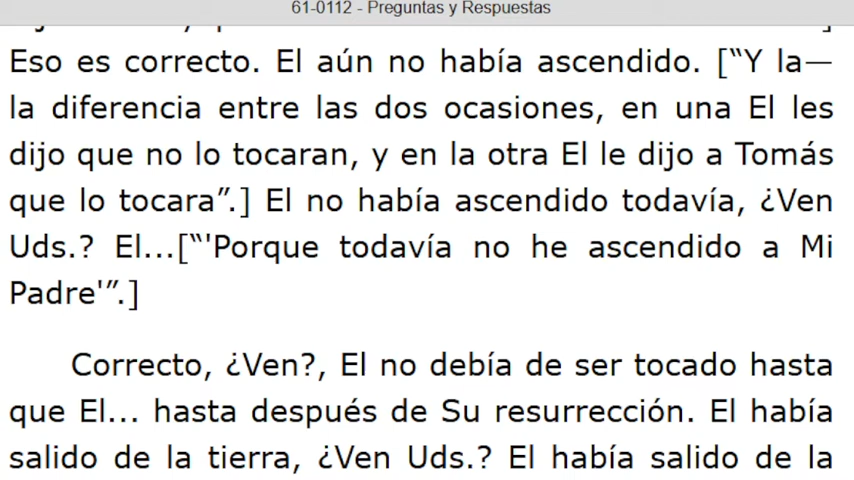 61-0112 - Preguntas y Respuestas
Eso es correcto. El aún no había ascendido. [“Y la—
la diferencia entre las dos ocasiones, en una El les
dijo que no lo tocaran, y en la otra El le dijo a Tomás
que lo tocara”.] El no había ascendido todavía, ¿Ven
Uds.? El...[“'Porque todavía no he ascendido a Mi
Padre'”.]
Correcto, ¿Ven?, El no debía de ser tocado hasta
que El... hasta después de Su resurrección. El había
salido de la tierra, ¿Ven Uds.? El había salido de la